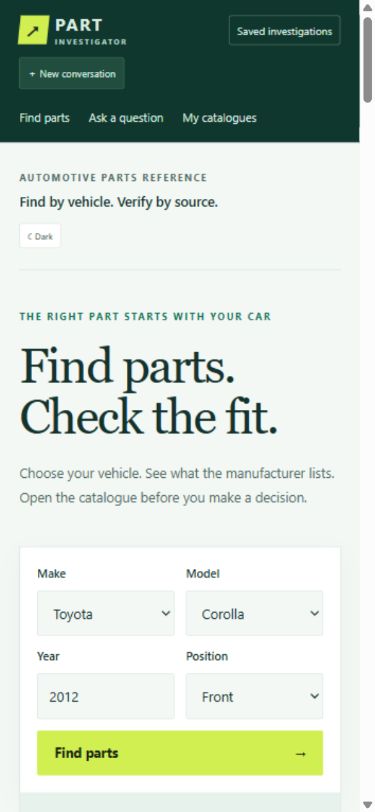 PART
INVESTIGATOR
Saved investigations
+ New conversation
Find parts
Ask a question
My catalogues
AUTOMOTIVE PARTS REFERENCE
Find by vehicle. Verify by source.
☾ Dark
THE RIGHT PART STARTS WITH YOUR CAR
Find parts.
Check the fit.
Choose your vehicle. See what the manufacturer lists.
Open the catalogue before you make a decision.
Make
Model
Toyota
Corolla
Year
Position
2012
Front
Find parts →